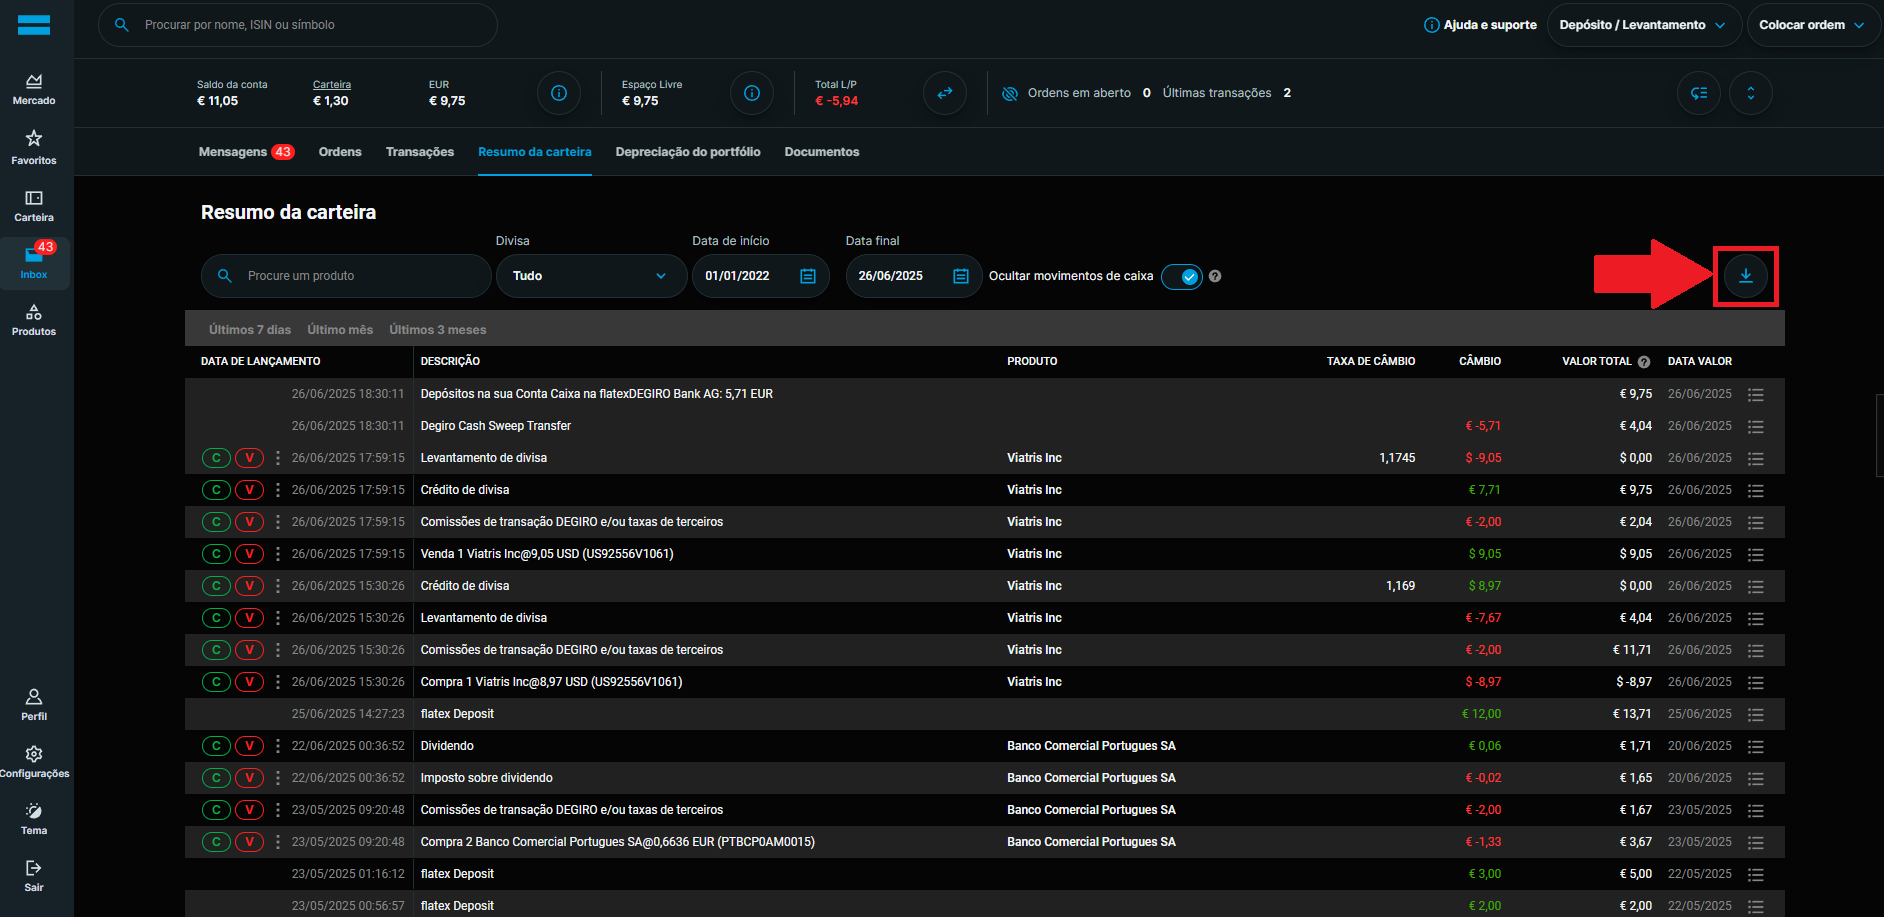 Procurar por nome, ISIN ou símbolo
Ajuda e suporte
Depósito / Levantamento
Colocar ordem
Mercado
Favoritos
Carteira
43
Inbox
Produtos
Perfil
Configurações
Tema
Sair
Saldo da conta
€ 11,05
Carteira
€ 1,30
EUR
€ 9,75
Espaço Livre
€ 9,75
Total L/P
€ -5,94
Ordens em aberto 0 Últimas transações 2
Mensagens 43 Ordens Transações Resumo da carteira Depreciação do portfólio Documentos
Resumo da carteira
Divisa Data de início Data final
Procure um produto Tudo 01/01/2022 26/06/2025 Ocultar movimentos de caixa ?
Últimos 7 dias Último mês Últimos 3 meses
DATA DE LANÇAMENTO DESCRIÇÃO PRODUTO TAXA DE CÂMBIO CÂMBIO VALOR TOTAL ? DATA VALOR
26/06/2025 18:30:11 Depósitos na sua Conta Caixa na flatexDEGIRO Bank AG: 5,71 EUR € 9,75 26/06/2025
26/06/2025 18:30:11 Degiro Cash Sweep Transfer € -5,71 € 4,04 26/06/2025
C V 26/06/2025 17:59:15 Levantamento de divisa Viatris Inc 1,1745 $ -9,05 $ 0,00 26/06/2025
C V 26/06/2025 17:59:15 Crédito de divisa Viatris Inc € 7,71 € 9,75 26/06/2025
C V 26/06/2025 17:59:15 Comissões de transação DEGIRO e/ou taxas de terceiros Viatris Inc € -2,00 € 2,04 26/06/2025
C V 26/06/2025 17:59:15 Venda 1 Viatris Inc@9,05 USD (US92556V1061) Viatris Inc $ 9,05 $ 9,05 26/06/2025
C V 26/06/2025 15:30:26 Crédito de divisa Viatris Inc 1,169 $ 8,97 $ 0,00 26/06/2025
C V 26/06/2025 15:30:26 Levantamento de divisa Viatris Inc € -7,67 € 4,04 26/06/2025
C V 26/06/2025 15:30:26 Comissões de transação DEGIRO e/ou taxas de terceiros Viatris Inc € -2,00 € 11,71 26/06/2025
C V 26/06/2025 15:30:26 Compra 1 Viatris Inc@8,97 USD (US92556V1061) Viatris Inc $ -8,97 $ -8,97 26/06/2025
25/06/2025 14:27:23 flatex Deposit € 12,00 € 13,71 25/06/2025
C V 22/06/2025 00:36:52 Dividendo Banco Comercial Portugues SA € 0,06 € 1,71 20/06/2025
C V 22/06/2025 00:36:52 Imposto sobre dividendo Banco Comercial Portugues SA € -0,02 € 1,65 20/06/2025
C V 23/05/2025 09:20:48 Comissões de transação DEGIRO e/ou taxas de terceiros Banco Comercial Portugues SA € -2,00 € 1,67 23/05/2025
C V 23/05/2025 09:20:48 Compra 2 Banco Comercial Portugues SA@0,6636 EUR (PTBCP0AM0015) Banco Comercial Portugues SA € -1,33 € 3,67 23/05/2025
23/05/2025 01:16:12 flatex Deposit € 3,00 € 5,00 22/05/2025
23/05/2025 00:56:57 flatex Deposit € 2,00 € 2,00 22/05/2025